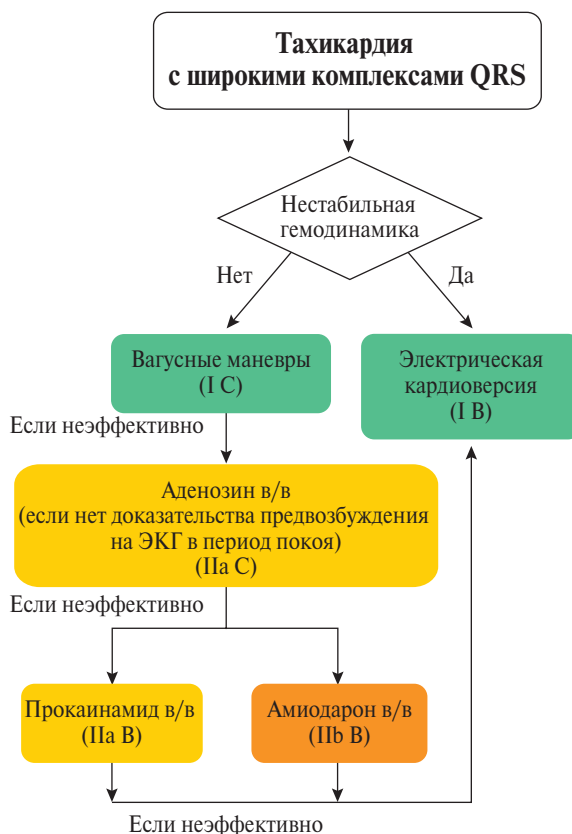 Тахикардия
с широкими комплексами QRS
Нестабильная
гемодинамика
Нет
Да
Вагусные маневры
(I C)
Электрическая
кардиоверсия
(I B)
Если неэффективно
Аденозин в/в
(если нет доказательства предвозбуждения
на ЭКГ в период покоя)
(IIa C)
Если неэффективно
Прокаинамид в/в
(IIa B)
Амиодарон в/в
(IIb B)
Если неэффективно